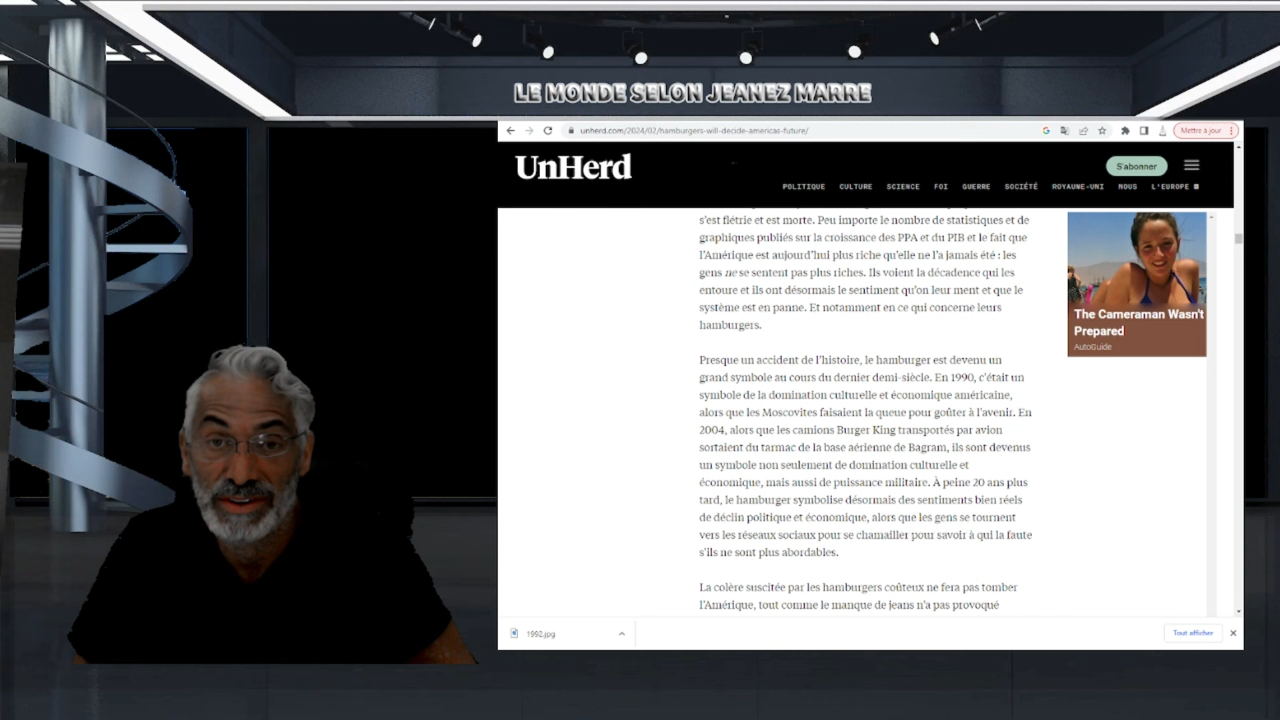 LE MONDE SELON JEANEZ MARRE
unherd.com/2024/02/hamburgers-will-decide-americas-future/
Mettre à jour
UnHerd
S'abonner
POLITIQUE CULTURE SCIENCE FOI GUERRE SOCIÉTÉ ROYAUME-UNI NOUS L'EUROPE
s'est flétrie et est morte. Peu importe le nombre de statistiques et de
graphiques publiés sur la croissance des PPA et du PIB et le fait que
l'Amérique est aujourd'hui plus riche qu'elle ne l'a jamais été : les
gens ne se sentent pas plus riches. Ils voient la décadence qui les
entoure et ils ont désormais le sentiment qu'on leur ment et que le
système est en panne. Et notamment en ce qui concerne leurs
hamburgers.
Presque un accident de l'histoire, le hamburger est devenu un
grand symbole au cours du dernier demi-siècle. En 1990, c'était un
symbole de la domination culturelle et économique américaine,
alors que les Moscovites faisaient la queue pour goûter à l'avenir. En
2004, alors que les camions Burger King transportés par avion
sortaient du tarmac de la base aérienne de Bagram, ils sont devenus
un symbole non seulement de domination culturelle et
économique, mais aussi de puissance militaire. À peine 20 ans plus
tard, le hamburger symbolise désormais des sentiments bien réels
de déclin politique et économique, alors que les gens se tournent
vers les réseaux sociaux pour se chamailler pour savoir à qui la faute
s'ils ne sont plus abordables.
La colère suscitée par les hamburgers coûteux ne fera pas tomber
l'Amérique, tout comme le manque de jeans n'a pas provoqué
The Cameraman Wasn't
Prepared
AutoGuide
1992.jpg
Tout afficher